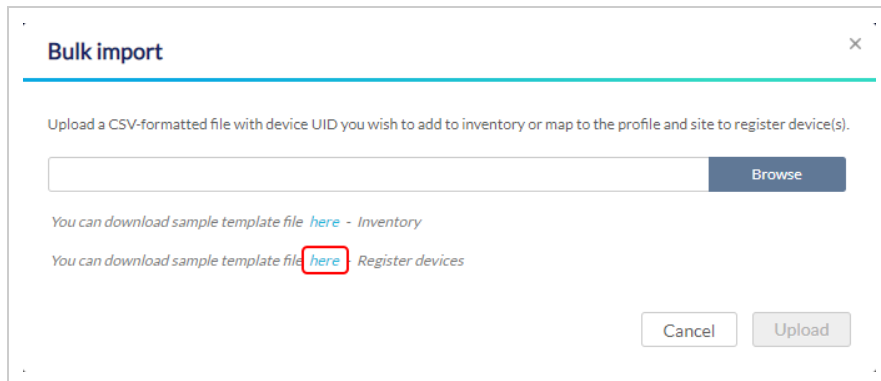 Bulk import
×
Upload a CSV-formatted file with device UID you wish to add to inventory or map to the profile and site to register device(s).
Browse
You can download sample template file here - Inventory
You can download sample template file here - Register devices
Cancel Upload